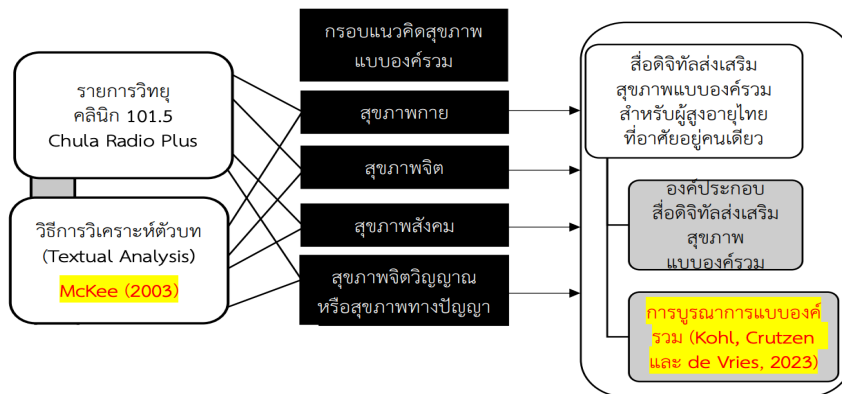 รายการวิทยุ
คลินิก 101.5
Chula Radio Plus
วิธีการวิเคราะห์ตัวบท
(Textual Analysis)
McKee (2003)
กรอบแนวคิดสุขภาพ
แบบองค์รวม
สุขภาพกาย
สุขภาพจิต
สุขภาพสังคม
สุขภาพจิตวิญญาณ
หรือสุขภาพทางปัญญา
สื่อดิจิทัลส่งเสริม
สุขภาพแบบองค์รวม
สำหรับผู้สูงอายุไทย
ที่อาศัยอยู่คนเดียว
องค์ประกอบ
สื่อดิจิทัลส่งเสริม
สุขภาพ
แบบองค์รวม
การบูรณาการแบบองค์
รวม (Kohl, Crutzen
และ de Vries, 2023)